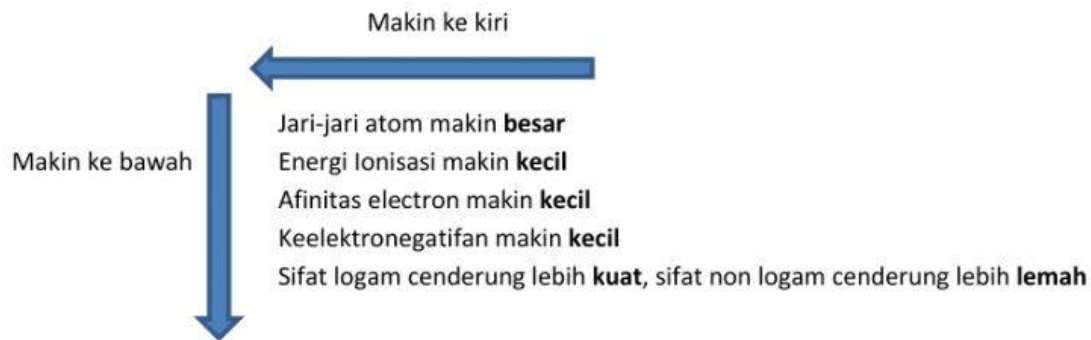 Makin ke kiri
Makin ke bawah
Jari-jari atom makin besar
Energi Ionisasi makin kecil
Afinitas electron makin kecil
Keelektronegatifan makin kecil
Sifat logam cenderung lebih kuat, sifat non logam cenderung lebih lemah